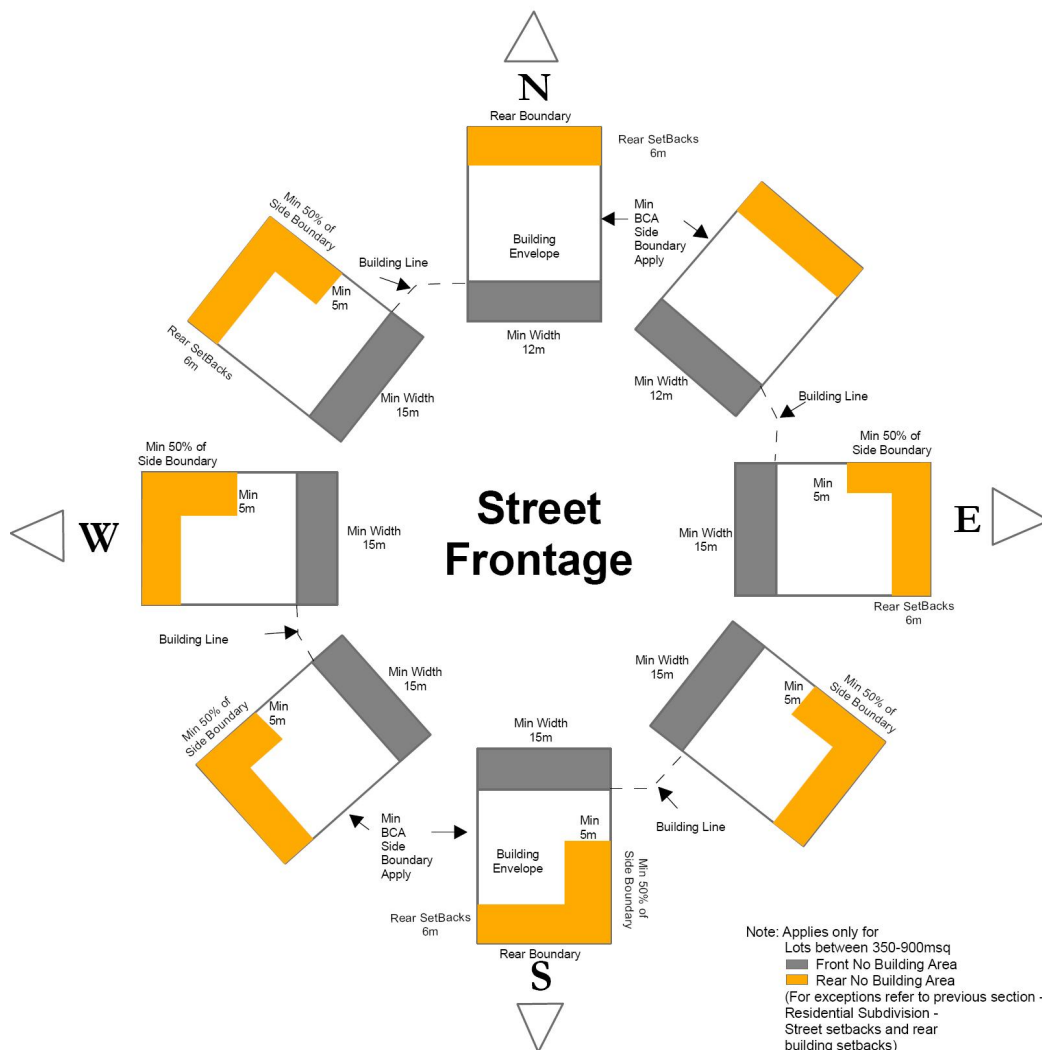 N
Rear Boundary
Rear SetBacks
6m
Min 50% of
Side Boundary
Min
BCA
Side
Boundary
Apply
Building
Envelope
Building Line
Min
5m
Rear SetBacks
6m
Min Width
12m
Min Width
15m
Min Width
12m
Building Line
Min 50% of
Side Boundary
Min 50% of
Side Boundary
Min
5m
Min
5m
W
Min Width
15m
Street
Frontage
Min Width
15m
E
Rear SetBacks
6m
Building Line
Min Width
15m
Min Width
15m
Min 50% of
Side Boundary
Min
5m
Min
5m
Min 50% of
Side Boundary
Min Width
15m
Min
BCA
Side
Boundary
Apply
Building
Envelope
Min
5m
Building Line
Min 50% of
Side Boundary
Rear SetBacks
6m
Rear Boundary
S
Note: Applies only for
Lots between 350-900msq
Front No Building Area
Rear No Building Area
(For exceptions refer to previous section -
Residential Subdivision -
Street setbacks and rear
building setbacks)